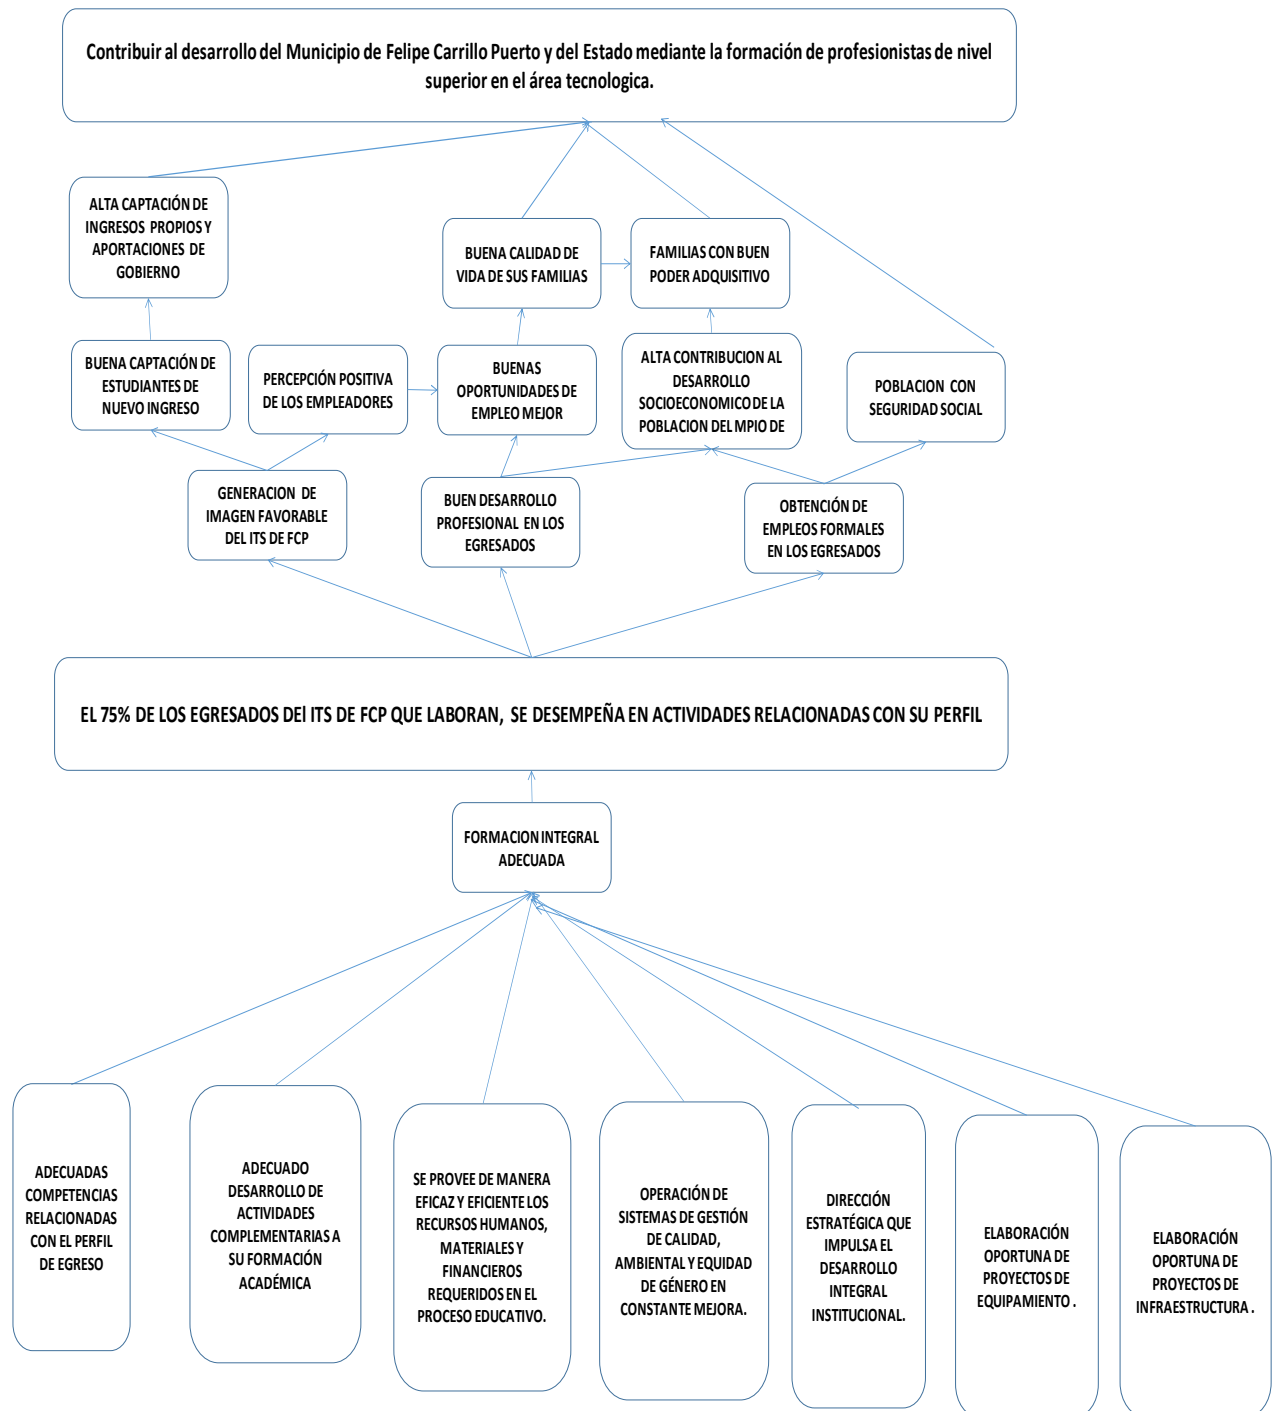 Contribuir al desarrollo del Municipio de Felipe Carrillo Puerto y del Estado mediante la formación de profesionistas de nivel
superior en el área tecnologica.
ALTA CAPTACIÓN DE
INGRESOS PROPIOS Y
APORTACIONES DE
GOBIERNO
BUENA CALIDAD DE
VIDA DE SUS FAMILIAS
FAMILIAS CON BUEN
PODER ADQUISITIVO
BUENA CAPTACIÓN DE
ESTUDIANTES DE
NUEVO INGRESO
PERCEPCIÓN POSITIVA
DE LOS EMPLEADORES
BUENAS
OPORTUNIDADES DE
EMPLEO MEJOR
ALTA CONTRIBUCION AL
DESARROLLO
SOCIOECONOMICO DE LA
POBLACION DEL MPIO DE
POBLACION CON
SEGURIDAD SOCIAL
GENERACION DE
IMAGEN FAVORABLE
DEL ITS DE FCP
BUEN DESARROLLO
PROFESIONAL EN LOS
EGRESADOS
OBTENCIÓN DE
EMPLEOS FORMALES
EN LOS EGRESADOS
EL 75% DE LOS EGRESADOS DEl ITS DE FCP QUE LABORAN, SE DESEMPEÑA EN ACTIVIDADES RELACIONADAS CON SU PERFIL
FORMACION INTEGRAL
ADECUADA
ADECUADAS
COMPETENCIAS
RELACIONADAS
CON EL PERFIL
DE EGRESO
ADECUADO
DESARROLLO DE
ACTIVIDADES
COMPLEMENTARIAS A
SU FORMACIÓN
ACADÉMICA
SE PROVEE DE MANERA
EFICAZ Y EFICIENTE LOS
RECURSOS HUMANOS,
MATERIALES Y
FINANCIEROS
REQUERIDOS EN EL
PROCESO EDUCATIVO.
OPERACIÓN DE
SISTEMAS DE GESTIÓN
DE CALIDAD,
AMBIENTAL Y EQUIDAD
DE GÉNERO EN
CONSTANTE MEJORA.
DIRECCIÓN
ESTRATÉGICA QUE
IMPULSA EL
DESARROLLO
INTEGRAL
INSTITUCIONAL.
ELABORACIÓN
OPORTUNA DE
PROYECTOS DE
EQUIPAMIENTO .
ELABORACIÓN
OPORTUNA DE
PROYECTOS DE
INFRAESTRUCTURA .